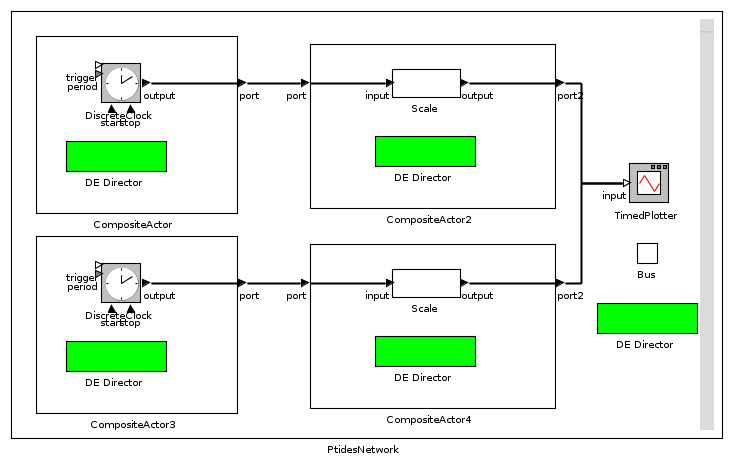 trigger
period
output
DiscreteClock
start
stop
DE Director
port
CompositeActor
port
input
Scale
output
port2
DE Director
CompositeActor2
input
TimedPlotter
Bus
DE Director
trigger
period
output
DiscreteClock
start
stop
DE Director
port
CompositeActor3
port
input
Scale
output
port2
DE Director
CompositeActor4
PtidesNetwork